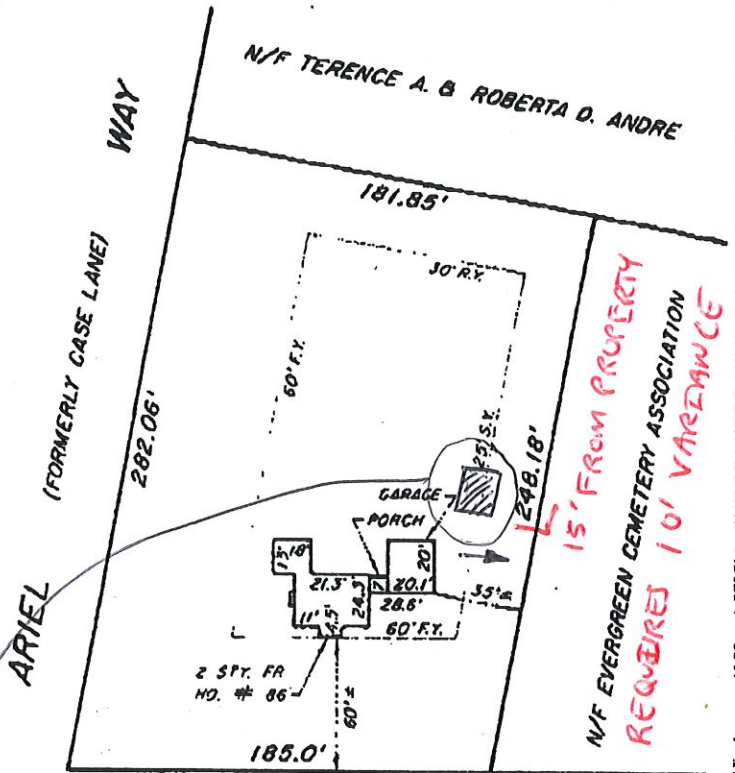 N/F TERENCE A. & ROBERTA D. ANDRE
WAY
(FORMERLY CASE LANE)
ARIEL
181.85'
30' R.Y.
60' F.Y.
282.06'
25' S.Y.
248.18'
15' FROM PROPERTY
REQUIRES 10' VARIANCE
N/F EVERGREEN CEMETERY ASSOCIATION
GARAGE
PORCH
13'
18'
21.3'
24.3'
7'
20'
20.1'
28.6'
35'±
11'
4.5'
60' F.Y.
2 STY. FR
HO. # 86
60'±
185.0'